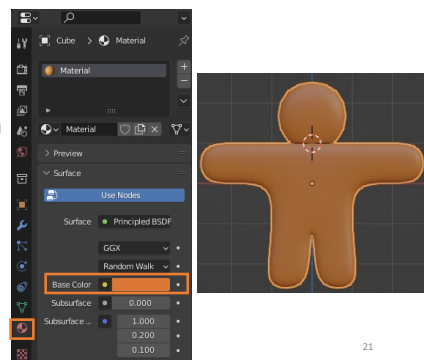 Cube > Material
Material
Material
Preview
Surface
Use Nodes
Surface Principled BSDF
GGX
Random Walk
Base Color
Subsurface 0.000
Subsurface ... 1.000
0.200
0.100
21